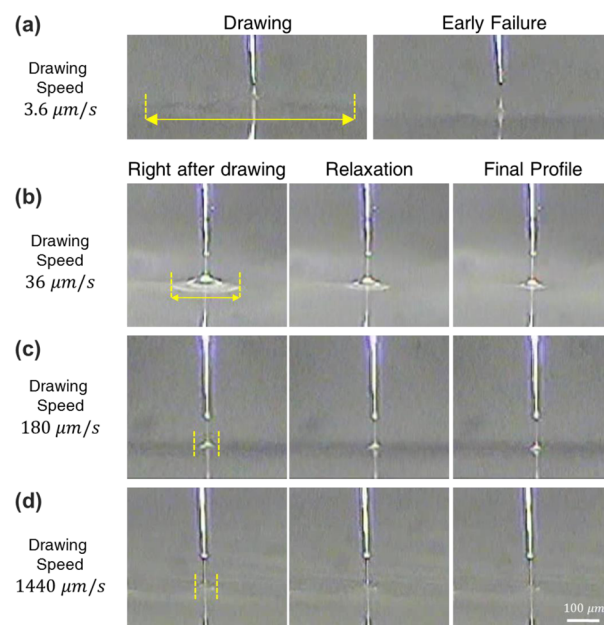 (a)
Drawing
Early Failure
Drawing
Speed
3.6 μm/s
(b)
Right after drawing
Relaxation
Final Profile
Drawing
Speed
36 μm/s
(c)
Drawing
Speed
180 μm/s
(d)
Drawing
Speed
1440 μm/s
100 μm